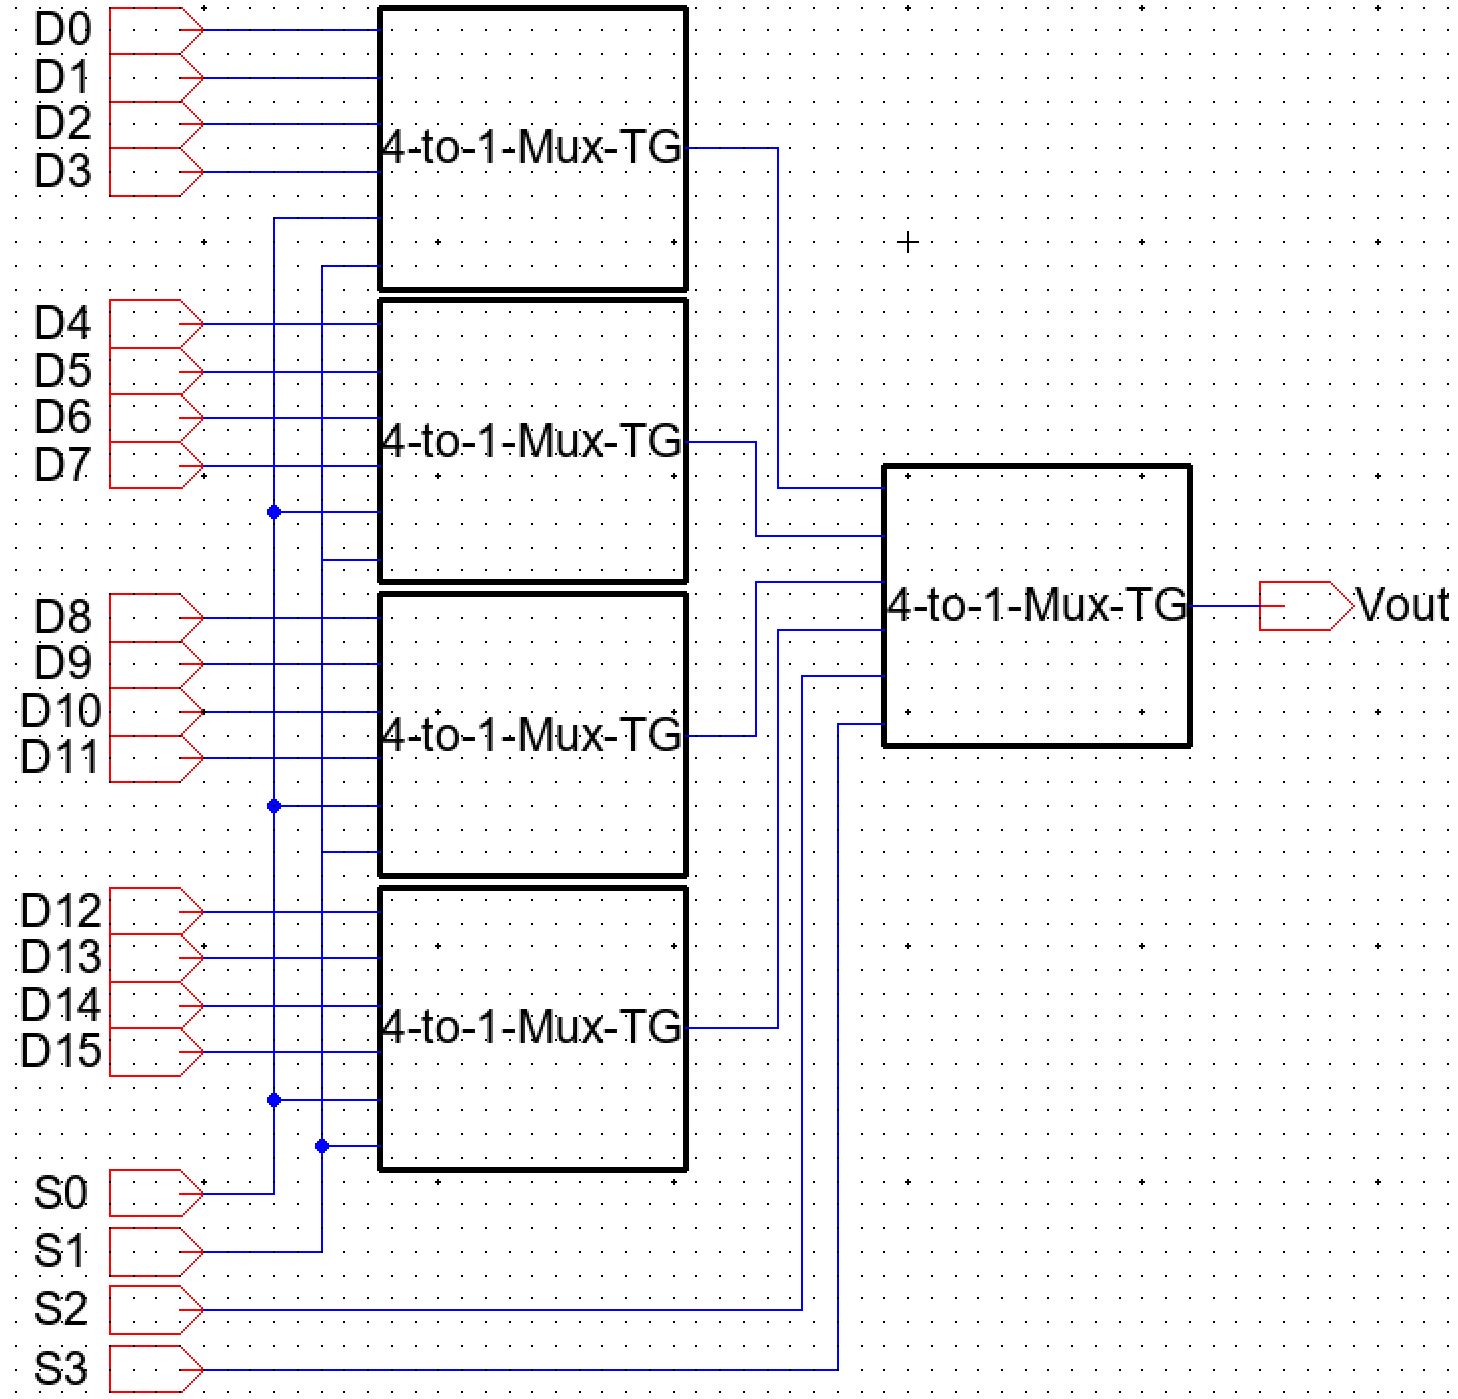 D0
D1
D2
D3
4-to-1-Mux-TG
D4
D5
D6
D7
4-to-1-Mux-TG
D8
D9
D10
D11
4-to-1-Mux-TG
D12
D13
D14
D15
4-to-1-Mux-TG
S0
S1
S2
S3
4-to-1-Mux-TG
Vout